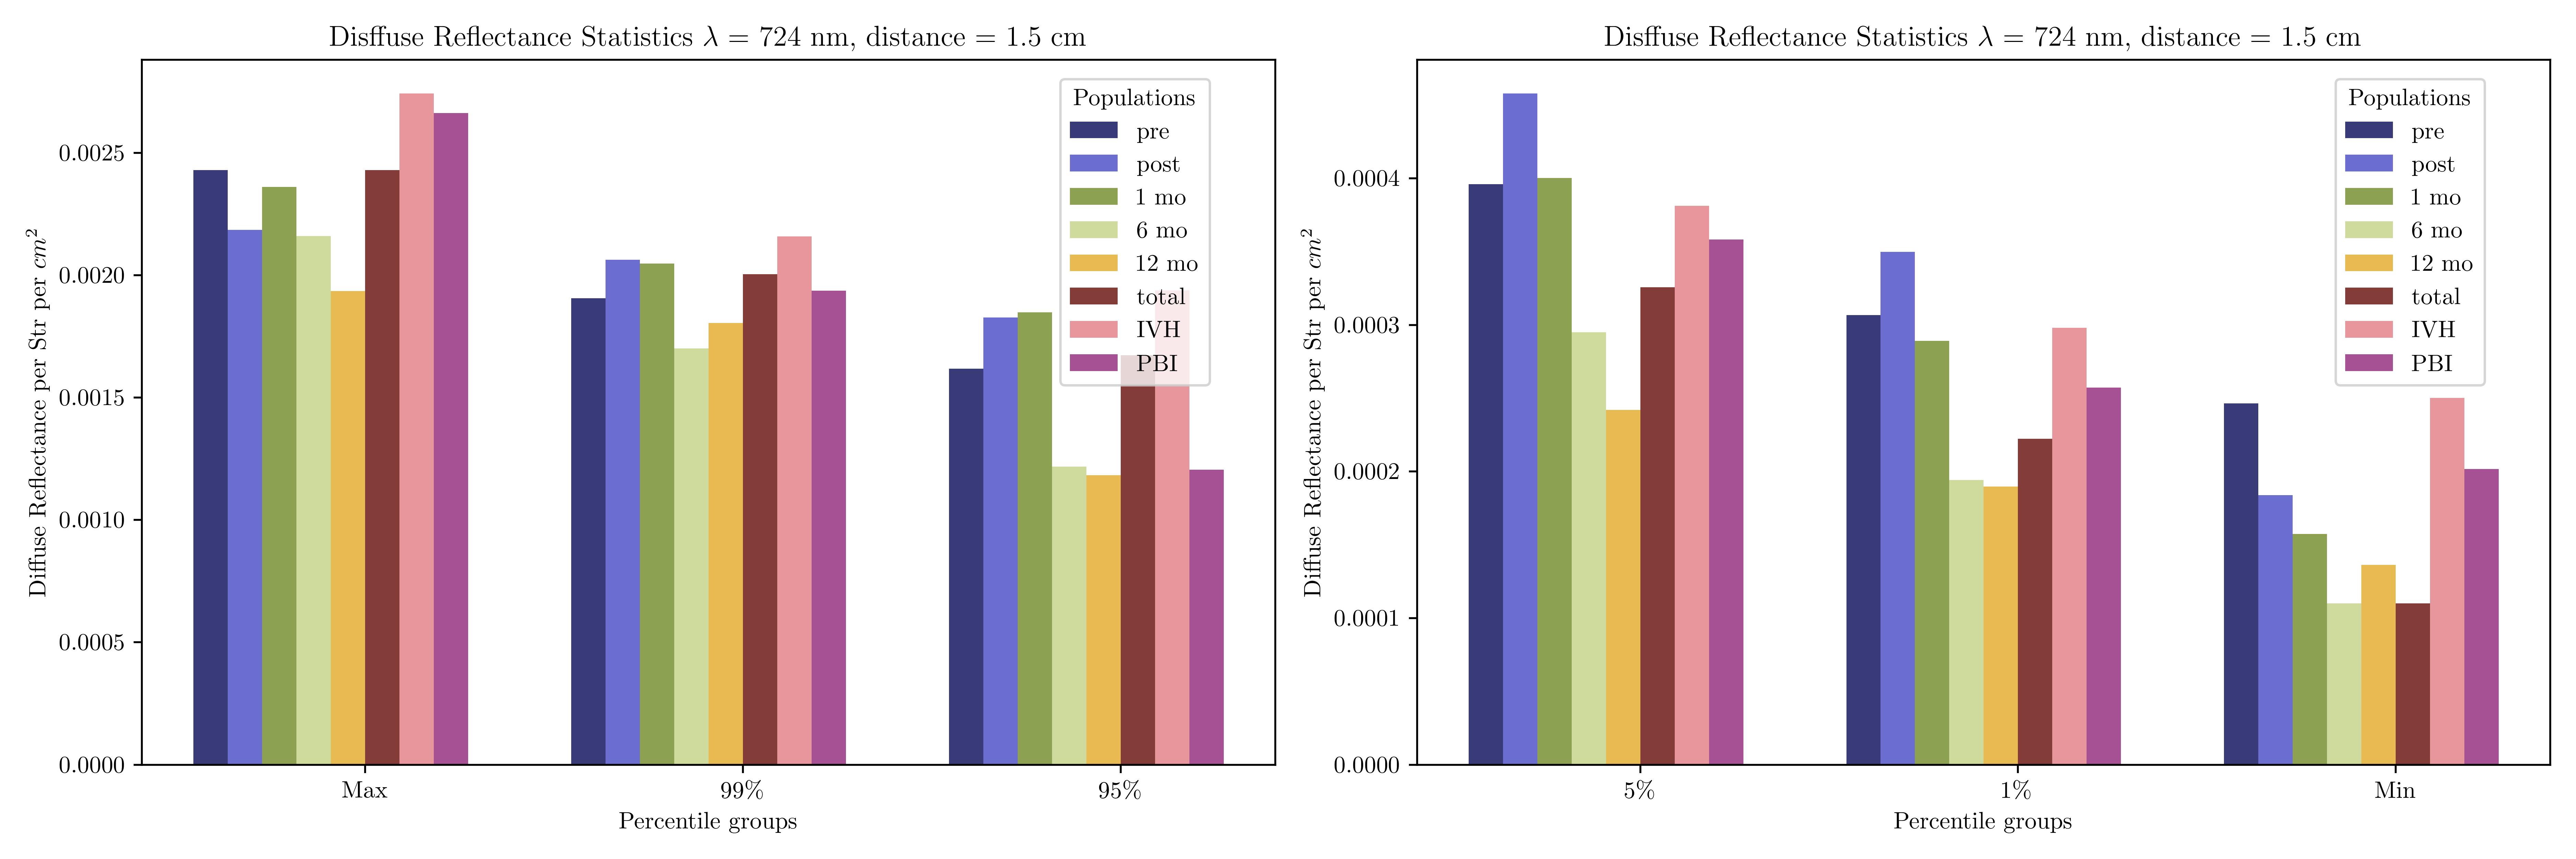 Disffuse Reflectance Statistics λ = 724 nm, distance = 1.5 cm
Diffuse Reflectance per Str per cm²
0.0025
0.0020
0.0015
0.0010
0.0005
0.0000
Populations
pre
post
1 mo
6 mo
12 mo
total
IVH
PBI
Max
99%
95%
Percentile groups
Disffuse Reflectance Statistics λ = 724 nm, distance = 1.5 cm
Diffuse Reflectance per Str per cm²
0.0004
0.0003
0.0002
0.0001
0.0000
Populations
pre
post
1 mo
6 mo
12 mo
total
IVH
PBI
5%
1%
Min
Percentile groups